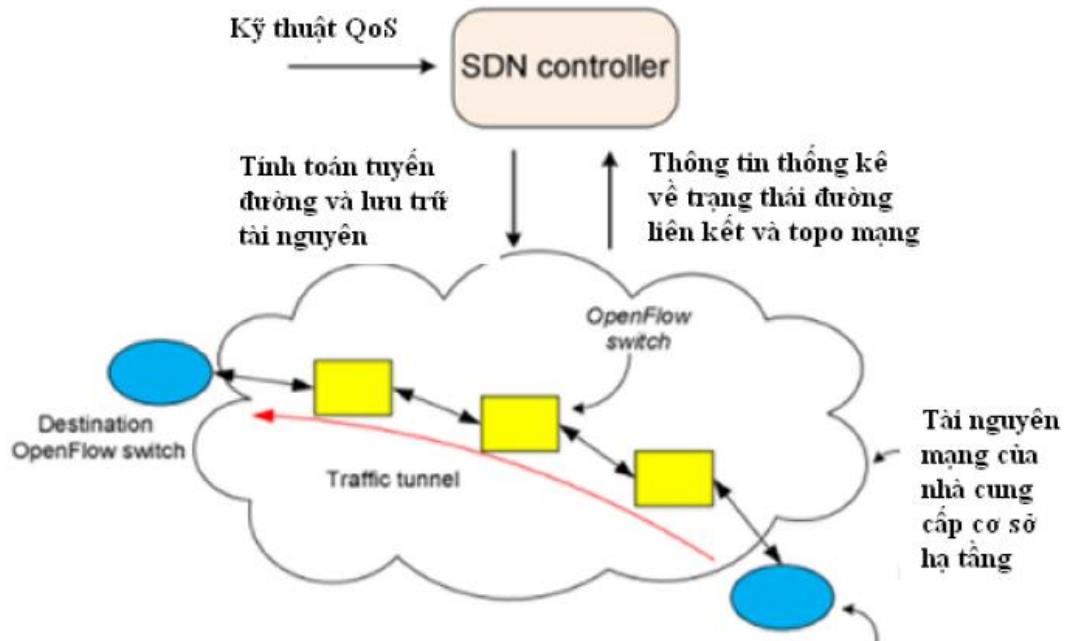 Kỹ thuật QoS
SDN controller
Tính toán tuyến
đường và lưu trữ
tài nguyên
Thông tin thống kê
về trạng thái đường
liên kết và topo mạng
OpenFlow
switch
Destination
OpenFlow switch
Traffic tunnel
Tài nguyên
mạng của
nhà cung
cấp cơ sở
hạ tầng